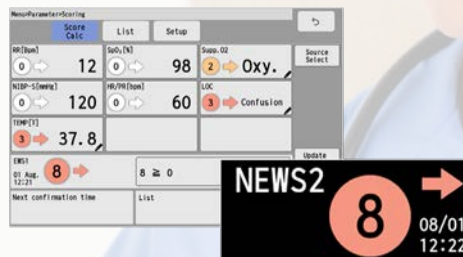 Menu>Parameter>Scoring
Score Calc
List
Setup
RR[Bpm]
0 12
SpO₂[%]
0 98
Supp. O2
2 Oxy.
Source Select
NIBP-S[mmHg]
0 120
HR/PR[bpm]
0 60
LOC
3 Confusion
TEMP[℃]
3 37.8
EWS1
01 Aug.
12:21
8
8 ≧ 0
Update
Next confirmation time
List
NEWS2
8
08/01
12:22